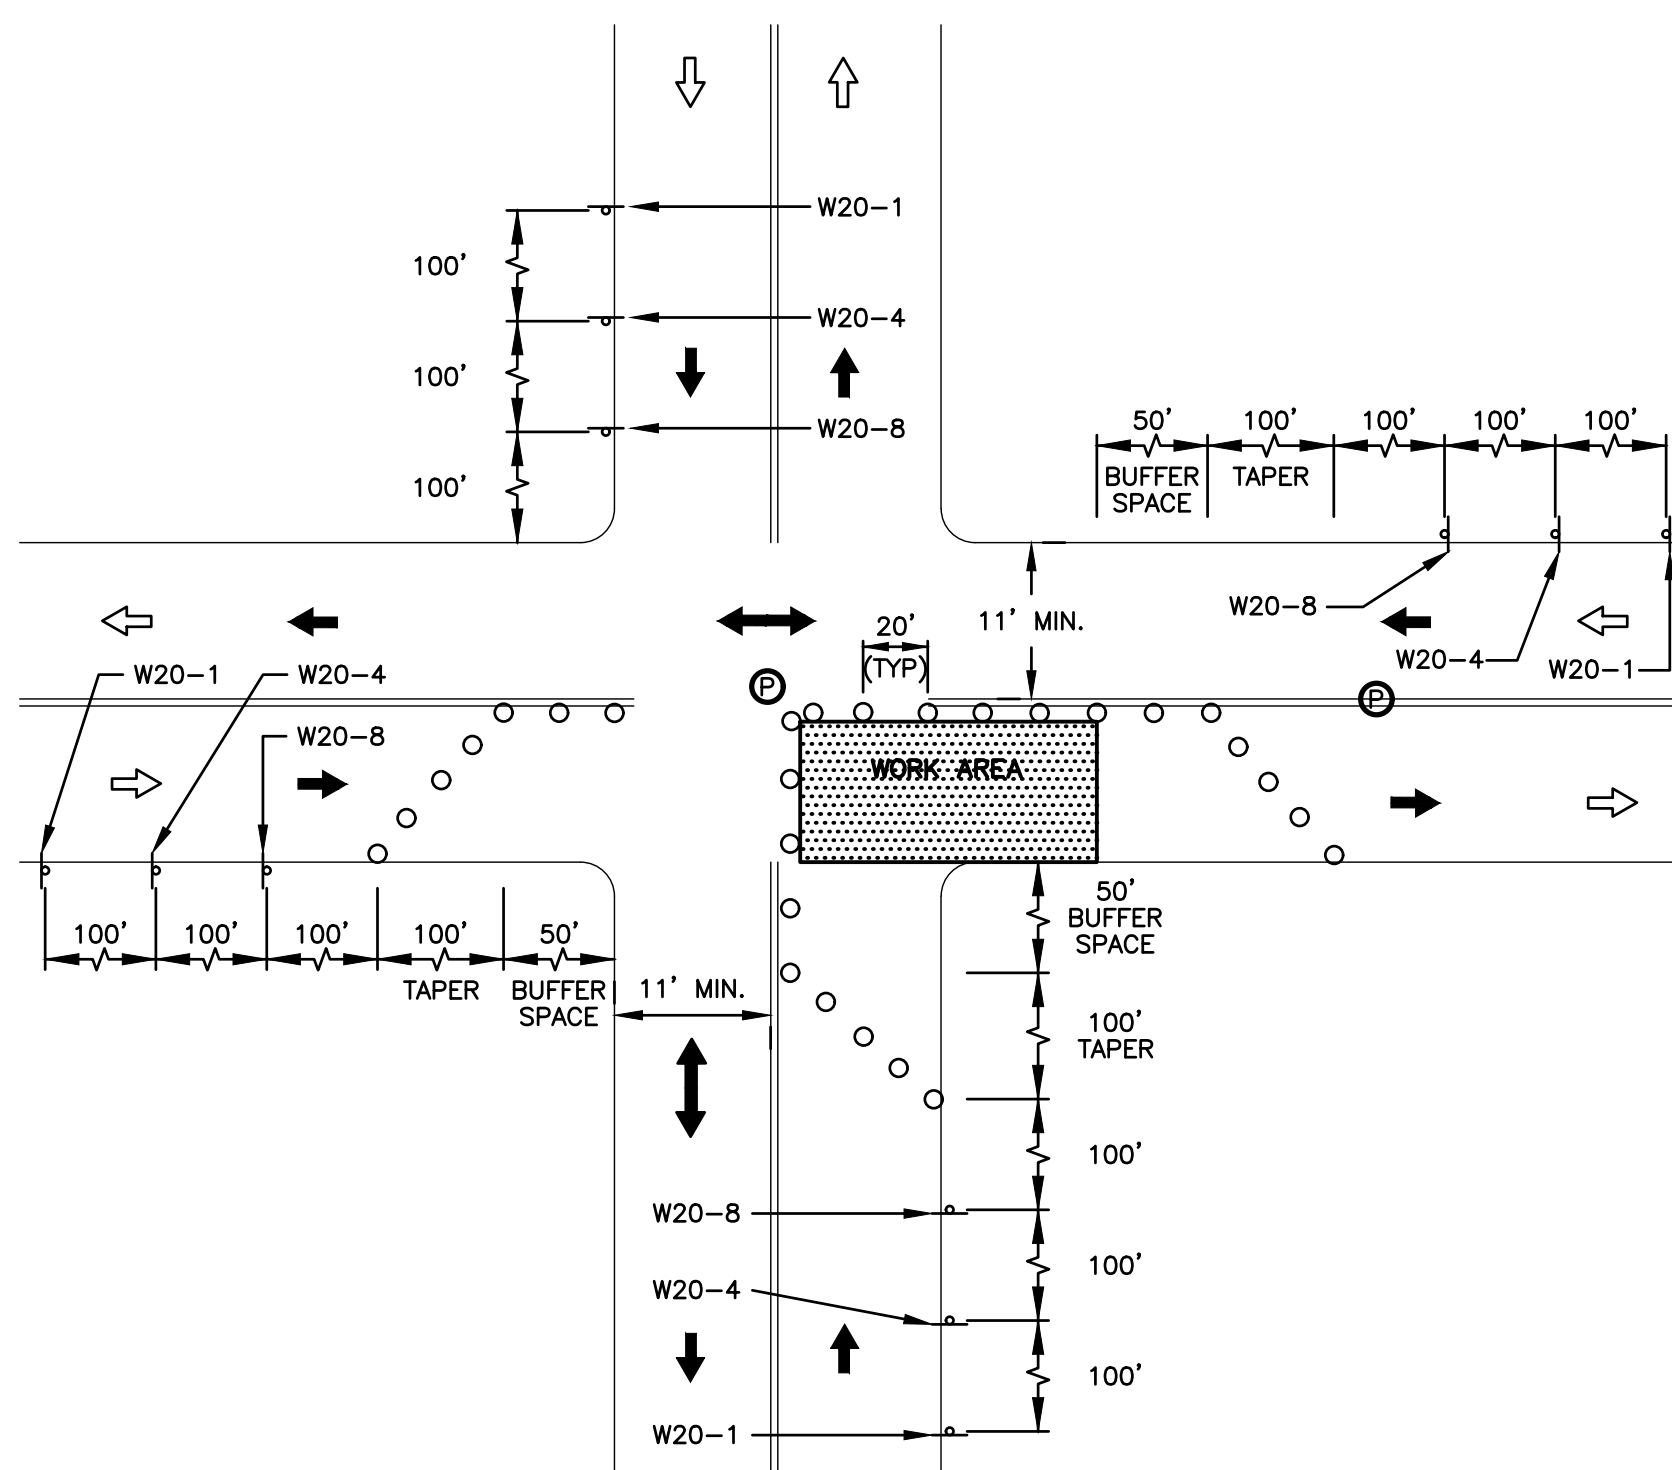 W20-1
100'
W20-4
100'
W20-8
100'
50'
100'
100'
100'
100'
BUFFER
SPACE
TAPER
W20-8
11' MIN.
20'
(TYP)
W20-4
W20-1
W20-1
W20-4
P
P
W20-8
WORK AREA
50'
BUFFER
SPACE
100'
100'
100'
100'
50'
TAPER
BUFFER
SPACE
11' MIN.
100'
TAPER
100'
W20-8
100'
W20-4
100'
W20-1